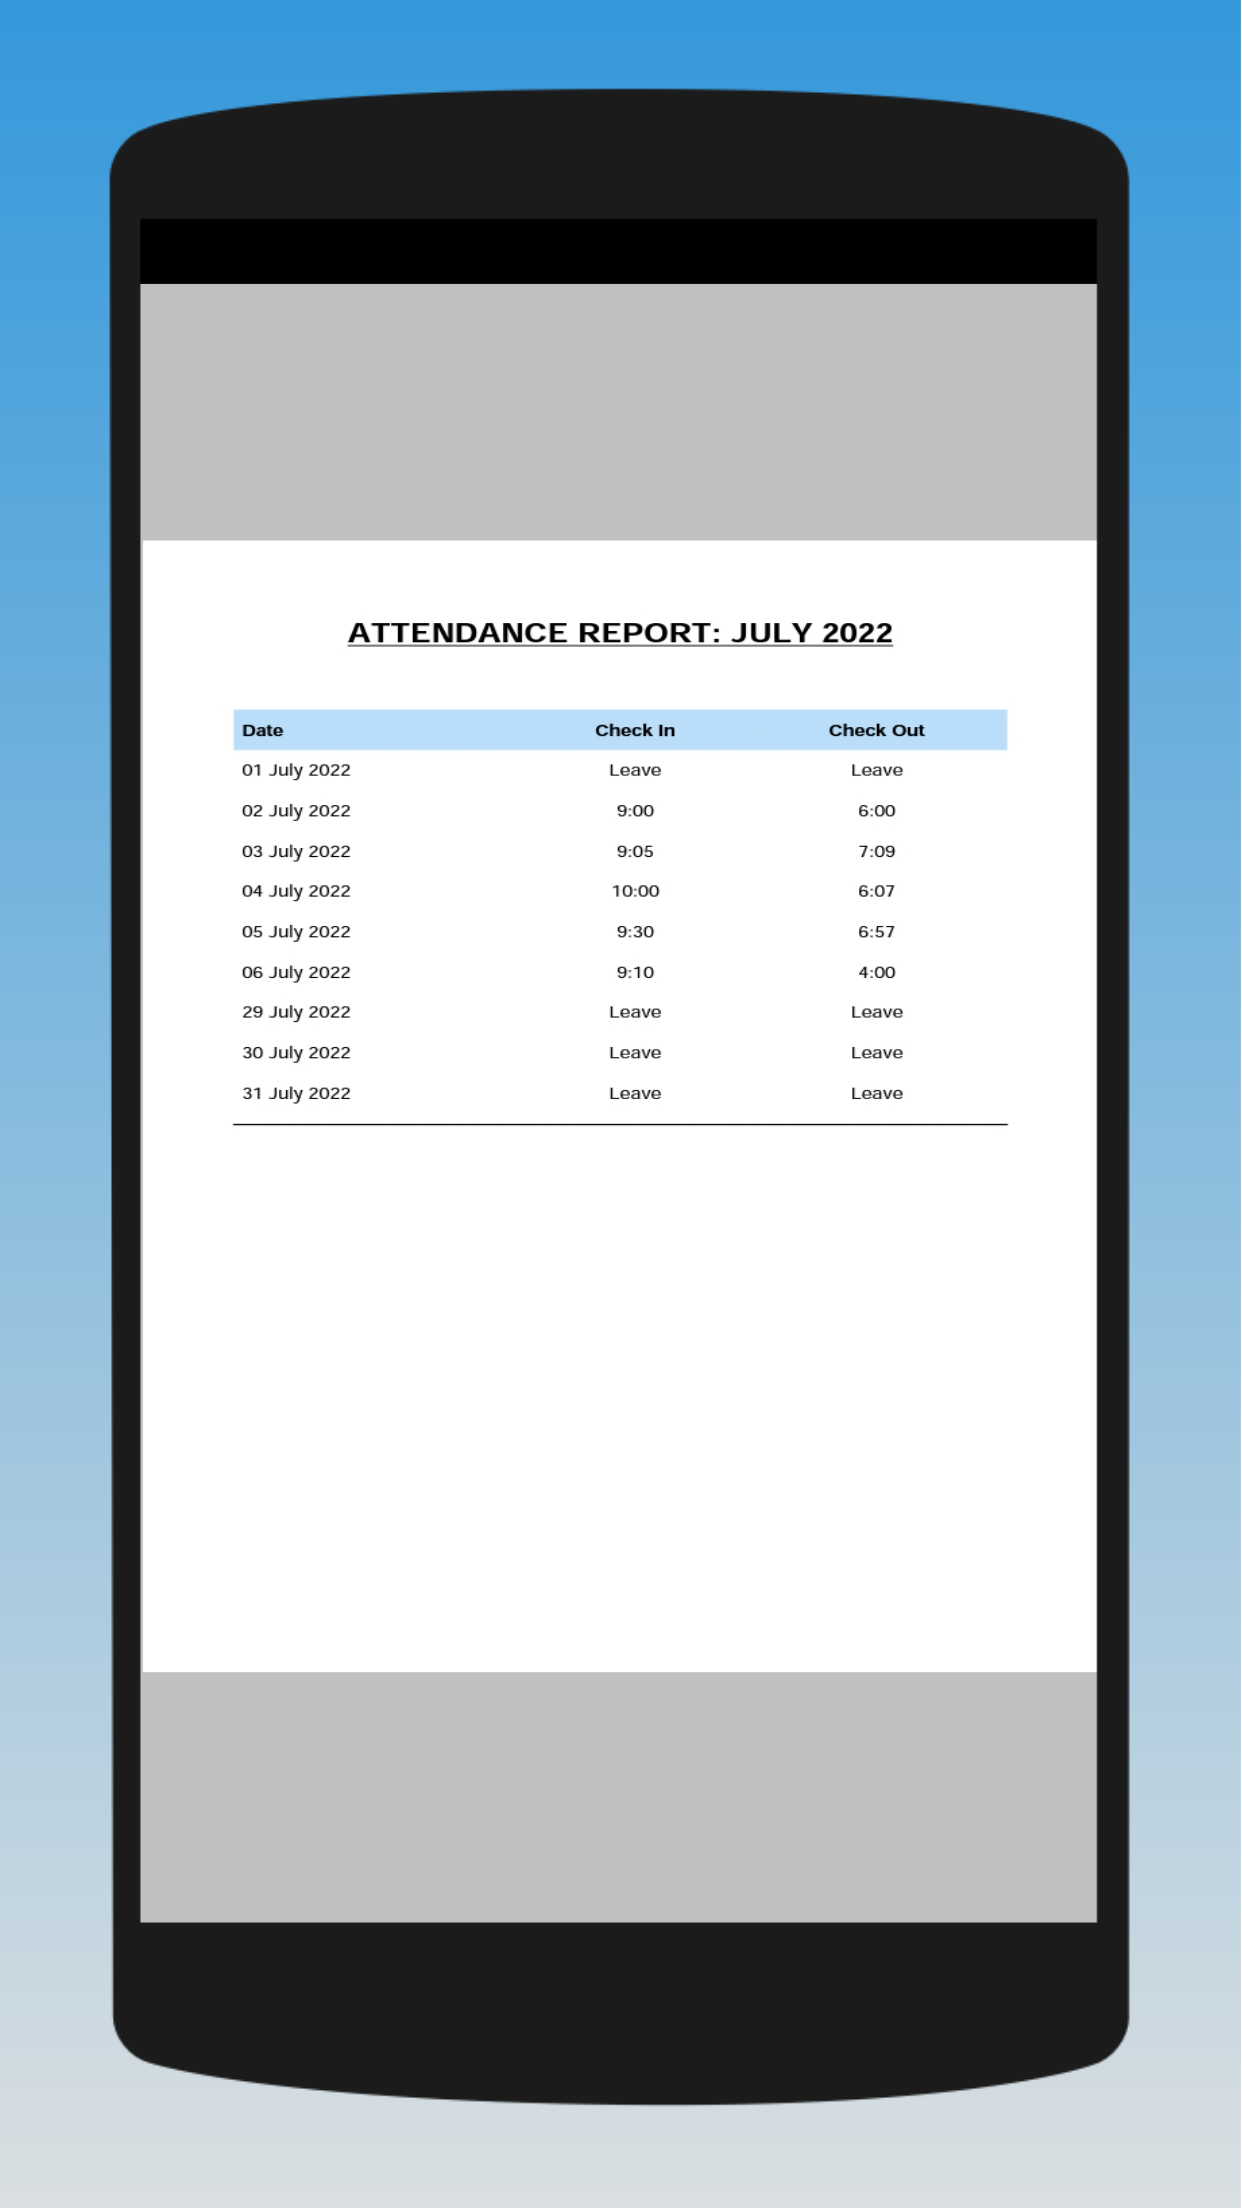 ATTENDANCE REPORT: JULY 2022
Date Check In Check Out
01 July 2022 Leave Leave
02 July 2022 9:00 6:00
03 July 2022 9:05 7:09
04 July 2022 10:00 6:07
05 July 2022 9:30 6:57
06 July 2022 9:10 4:00
29 July 2022 Leave Leave
30 July 2022 Leave Leave
31 July 2022 Leave Leave